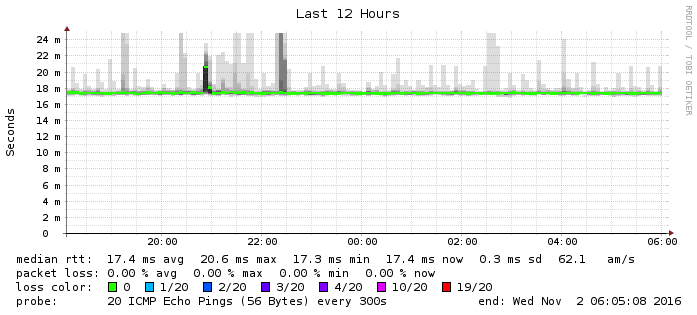 Last 12 Hours
RRDTOOL / TOBI OETIKER
Seconds
24 m
22 m
20 m
18 m
16 m
14 m
12 m
10 m
8 m
6 m
4 m
2 m
0
20:00 22:00 00:00 02:00 04:00 06:00
median rtt: 17.4 ms avg 20.6 ms max 17.3 ms min 17.4 ms now 0.3 ms sd 62.1 am/s
packet loss: 0.00 % avg 0.00 % max 0.00 % min 0.00 % now
loss color: 0 1/20 2/20 3/20 4/20 10/20 19/20
probe: 20 ICMP Echo Pings (56 Bytes) every 300s end: Wed Nov 2 06:05:08 2016